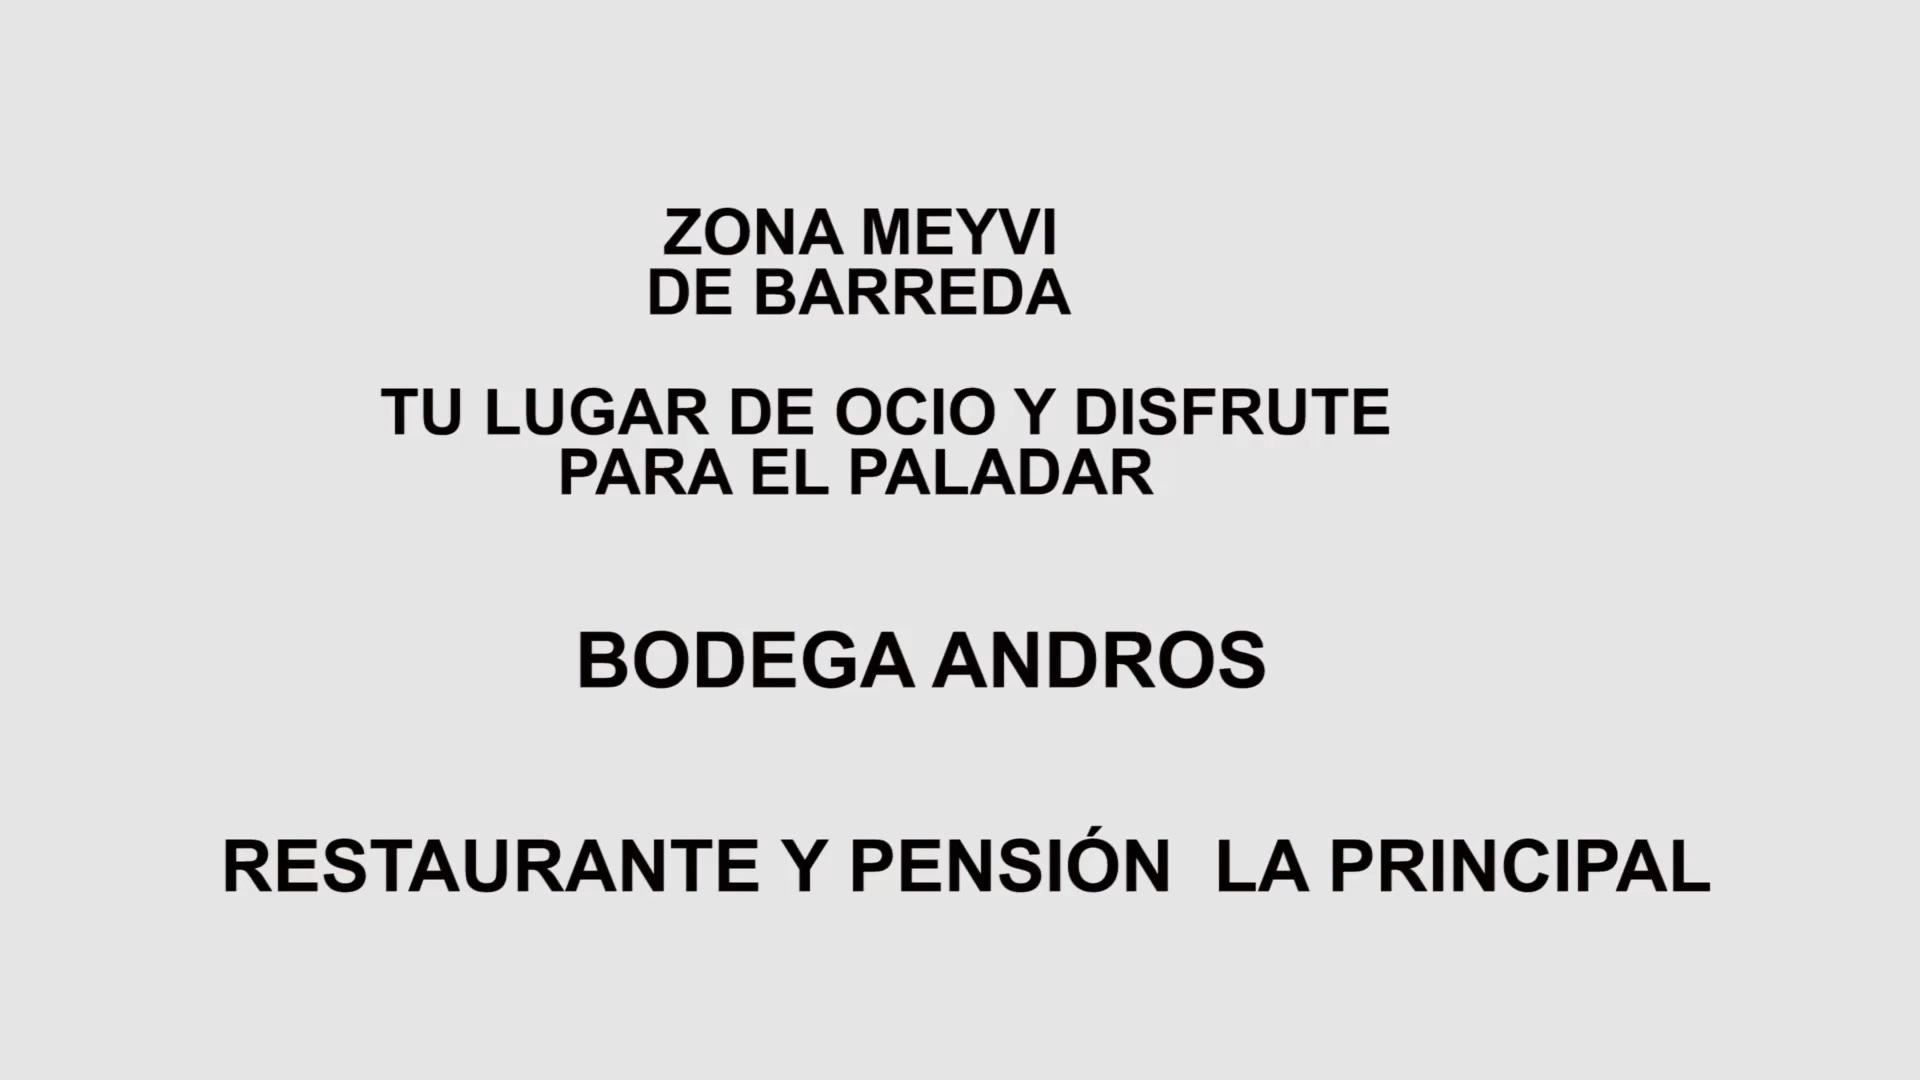 ZONA MEYVI
DE BARREDA
TU LUGAR DE OCIO Y DISFRUTE
PARA EL PALADAR
BODEGA ANDROS
RESTAURANTE Y PENSIÓN  LA PRINCIPAL